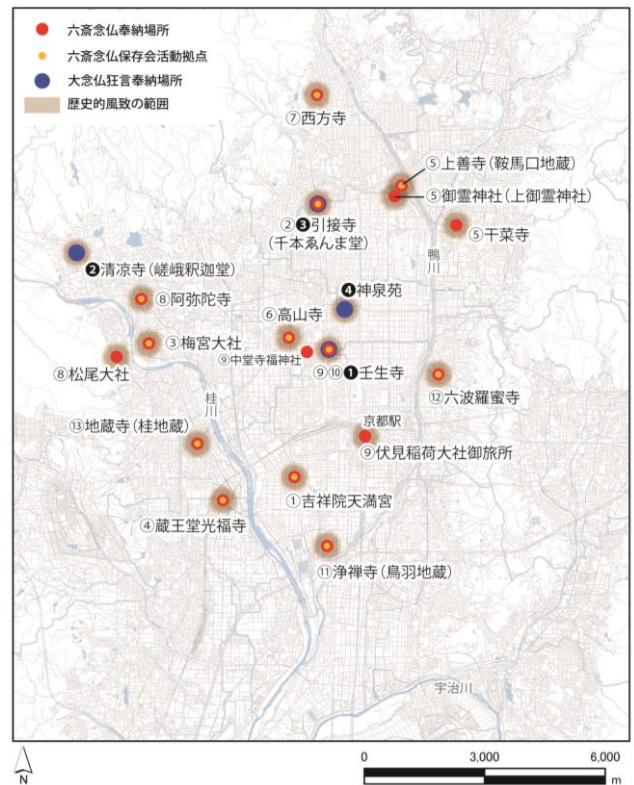 六斎念仏奉納場所
六斎念仏保存会活動拠点
大念仏狂言奉納場所
歴史的風致の範囲
⑦西方寺
⑤上善寺(鞍馬口地蔵)
⑤御霊神社(上御霊神社)
②❸引接寺
(千本ゑんま堂)
⑤干菜寺
鴨川
❷清凉寺(嵯峨釈迦堂)
❹神泉苑
⑧阿弥陀寺
⑥高山寺
③梅宮大社
⑨中堂寺福神社
⑧松尾大社
⑨⑩❶壬生寺
⑫六波羅蜜寺
桂川
⑬地蔵寺(桂地蔵)
京都駅
⑨伏見稲荷大社御旅所
①吉祥院天満宮
④蔵王堂光福寺
⑪浄禅寺(鳥羽地蔵)
宇治川
N
0 3,000 6,000
m